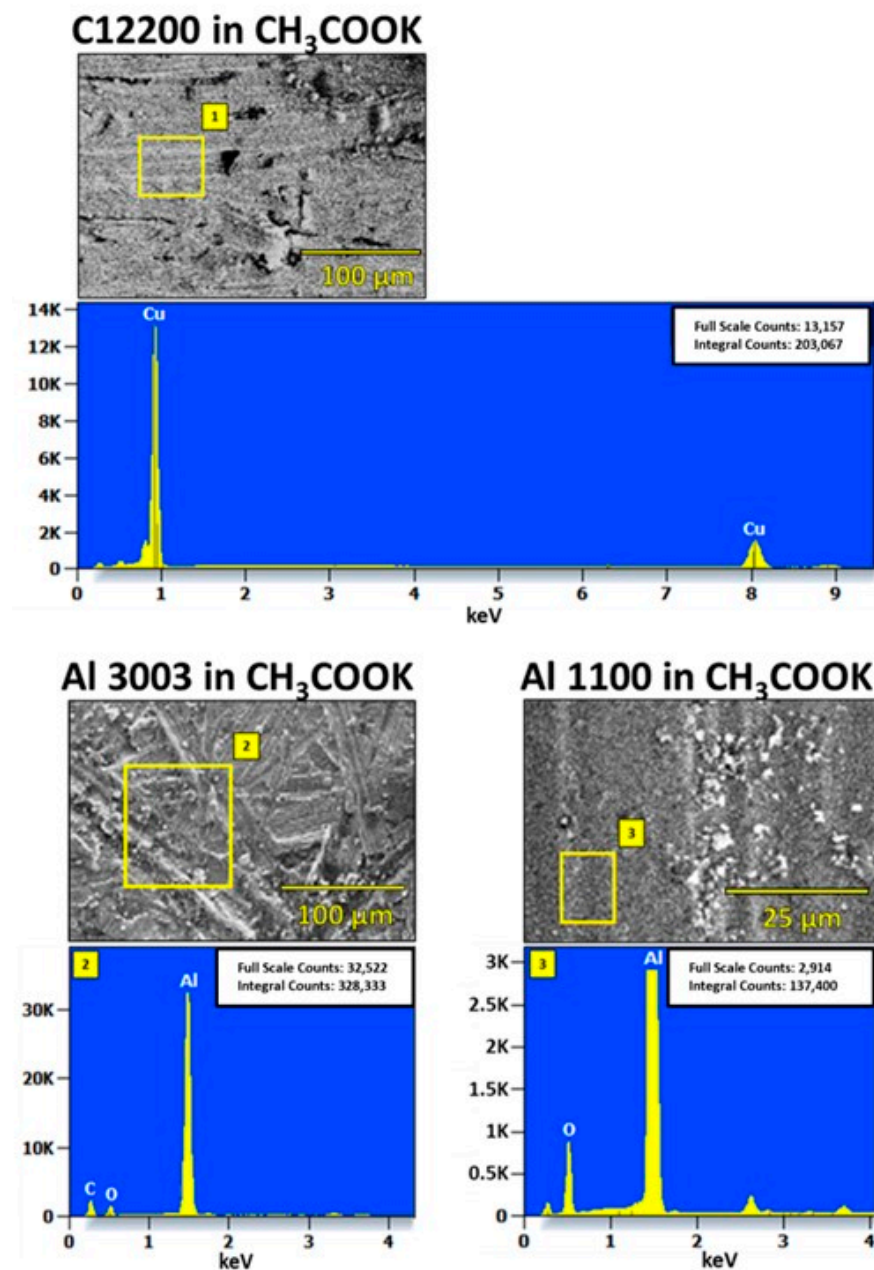 C12200 in CH₃COOK
1
100 µm
14K
12K
10K
8K
6K
4K
2K
0
Cu
Cu
Full Scale Counts: 13,157
Integral Counts: 203,067
0 1 2 3 4 5 6 7 8 9
keV
Al 3003 in CH₃COOK
2
100 µm
2
Full Scale Counts: 32,522
Integral Counts: 328,333
30K
20K
10K
0
C O Al
0 1 2 3 4
keV
Al 1100 in CH₃COOK
3
25 µm
3
Full Scale Counts: 2,914
Integral Counts: 137,400
3K
2.5K
2K
1.5K
1K
0.5K
0
O Al
0 1 2 3 4
keV